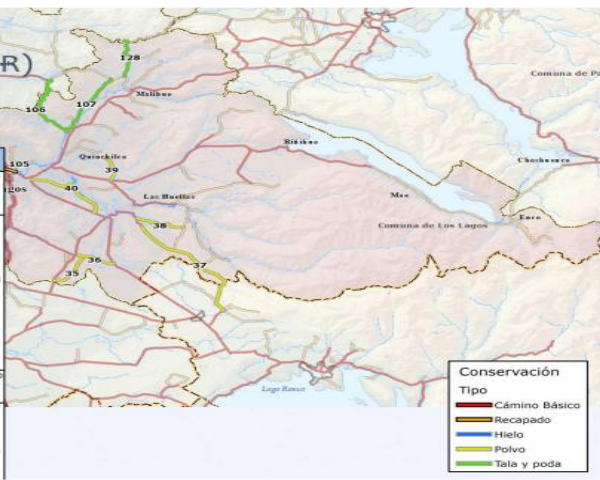 R)
128
Comuna de Pa
106
107
Malihue
Riñihue
105
Quinchilca
39
Choshuenco
gos
40
Las Huellas
Mae
Enco
38
Comuna de Los Lagos
36
35
37
Lago Ranco
Conservación
Tipo
Cámino Básico
Recapado
Hielo
Polvo
Tala y poda